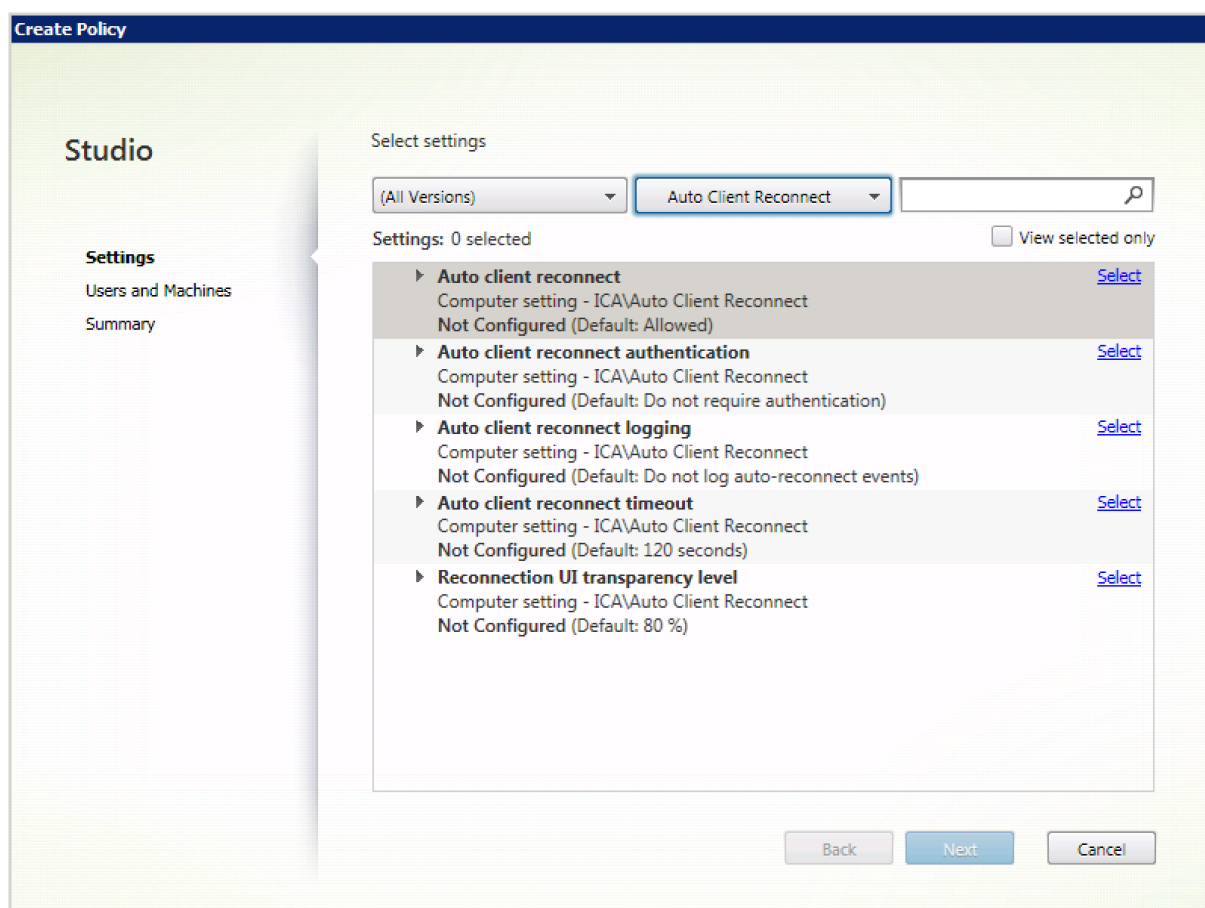 Create Policy
Studio
Settings
Users and Machines
Summary
Select settings
(All Versions) Auto Client Reconnect
Settings: 0 selected View selected only
Auto client reconnect Select
Computer setting - ICA\Auto Client Reconnect
Not Configured (Default: Allowed)
Auto client reconnect authentication Select
Computer setting - ICA\Auto Client Reconnect
Not Configured (Default: Do not require authentication)
Auto client reconnect logging Select
Computer setting - ICA\Auto Client Reconnect
Not Configured (Default: Do not log auto-reconnect events)
Auto client reconnect timeout Select
Computer setting - ICA\Auto Client Reconnect
Not Configured (Default: 120 seconds)
Reconnection UI transparency level Select
Computer setting - ICA\Auto Client Reconnect
Not Configured (Default: 80 %)
Back Next Cancel